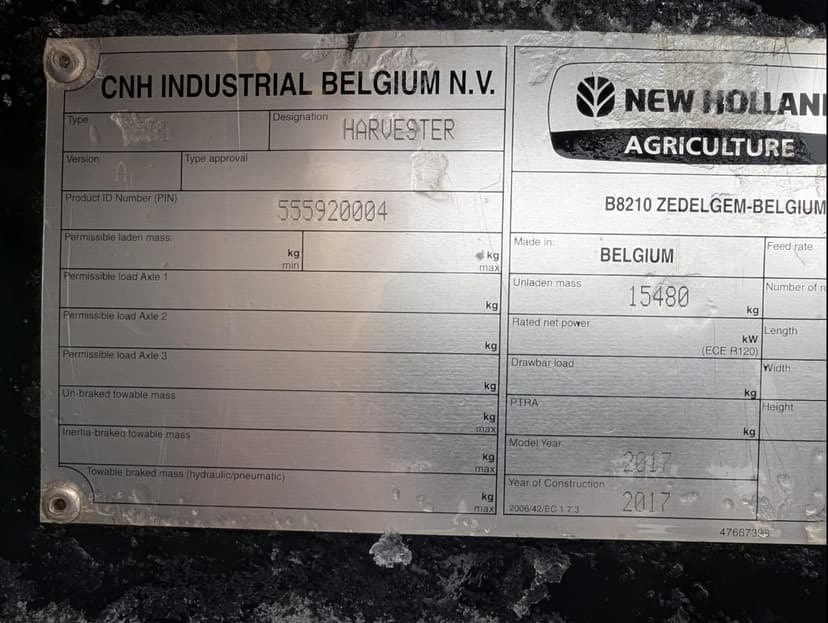 CNH INDUSTRIAL BELGIUM N.V.
Type
Designation
HARVESTER
Version
A
Type approval
Product ID Number (PIN)
555920004
Permissible laden mass:
kg
min
kg
max
Permissible load Axle 1
kg
Permissible load Axle 2
kg
Permissible load Axle 3
kg
Un-braked towable mass
kg
max
Inertia-braked towable mass
kg
max
Towable braked mass (hydraulic/pneumatic)
kg
max
NEW HOLLAN
AGRICULTURE
B8210 ZEDELGEM-BELGIUM
Made in:
BELGIUM
Feed rate
Unladen mass
15480
kg
Number of
Rated net power
kW
(ECE R120)
Length
Drawbar load
kg
Width
PTRA
kg
Height
Model Year
2017
Year of Construction
2006/42/EC 1.7.3
2017